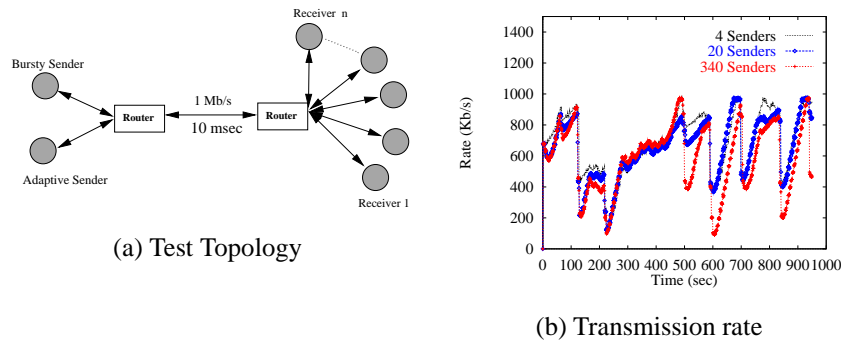 Receiver n
Bursty Sender
1 Mb/s
Router
Router
10 msec
Adaptive Sender
Receiver 1
(a) Test Topology
1400
1200
1000
800
600
400
200
0
Rate (Kb/s)
4 Senders
20 Senders
340 Senders
0 100 200 300 400 500 600 700 800 900 1000
Time (sec)
(b) Transmission rate